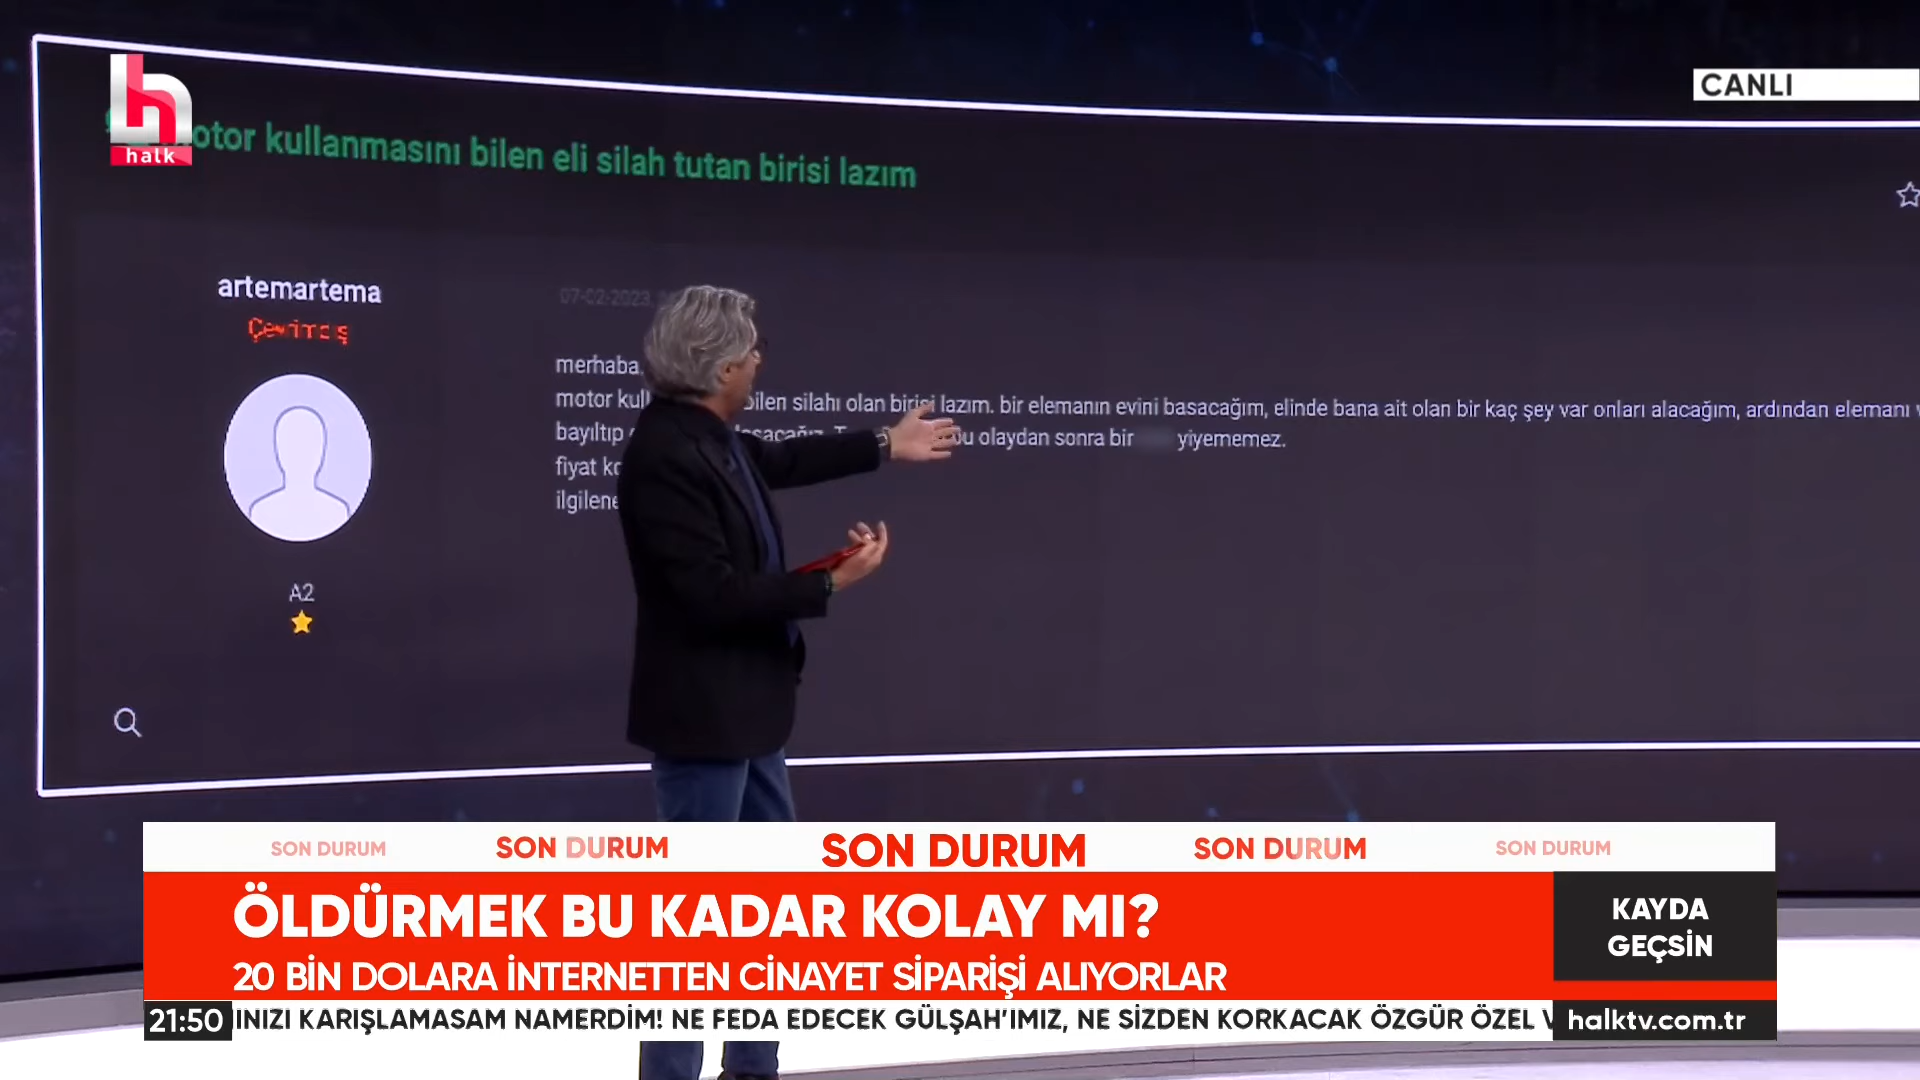 halk
CANLI
motor kullanmasını bilen eli silah tutan birisi lazım
artemartema
07-02-2023,
merhaba,
bilen silahı olan birisi lazım. bir elemanın evini basacağım, elinde bana ait olan bir kaç şey var onları alacağım, ardından elemanı
bayıltıp bu olaydan sonra bir yiyememez.
fiyat
A2
SON DURUM SON DURUM SON DURUM SON DURUM SON DURUM
ÖLDÜRMEK BU KADAR KOLAY MI?
20 BİN DOLARA İNTERNETTEN CİNAYET SİPARİŞİ ALIYORLAR
KAYDA
GEÇSİN
21:50 INIZI KARIŞLAMASAM NAMERDİM! NE FEDA EDECEK GÜLŞAH'IMIZ, NE SİZDEN KORKACAK ÖZGÜR ÖZEL halktv.com.tr